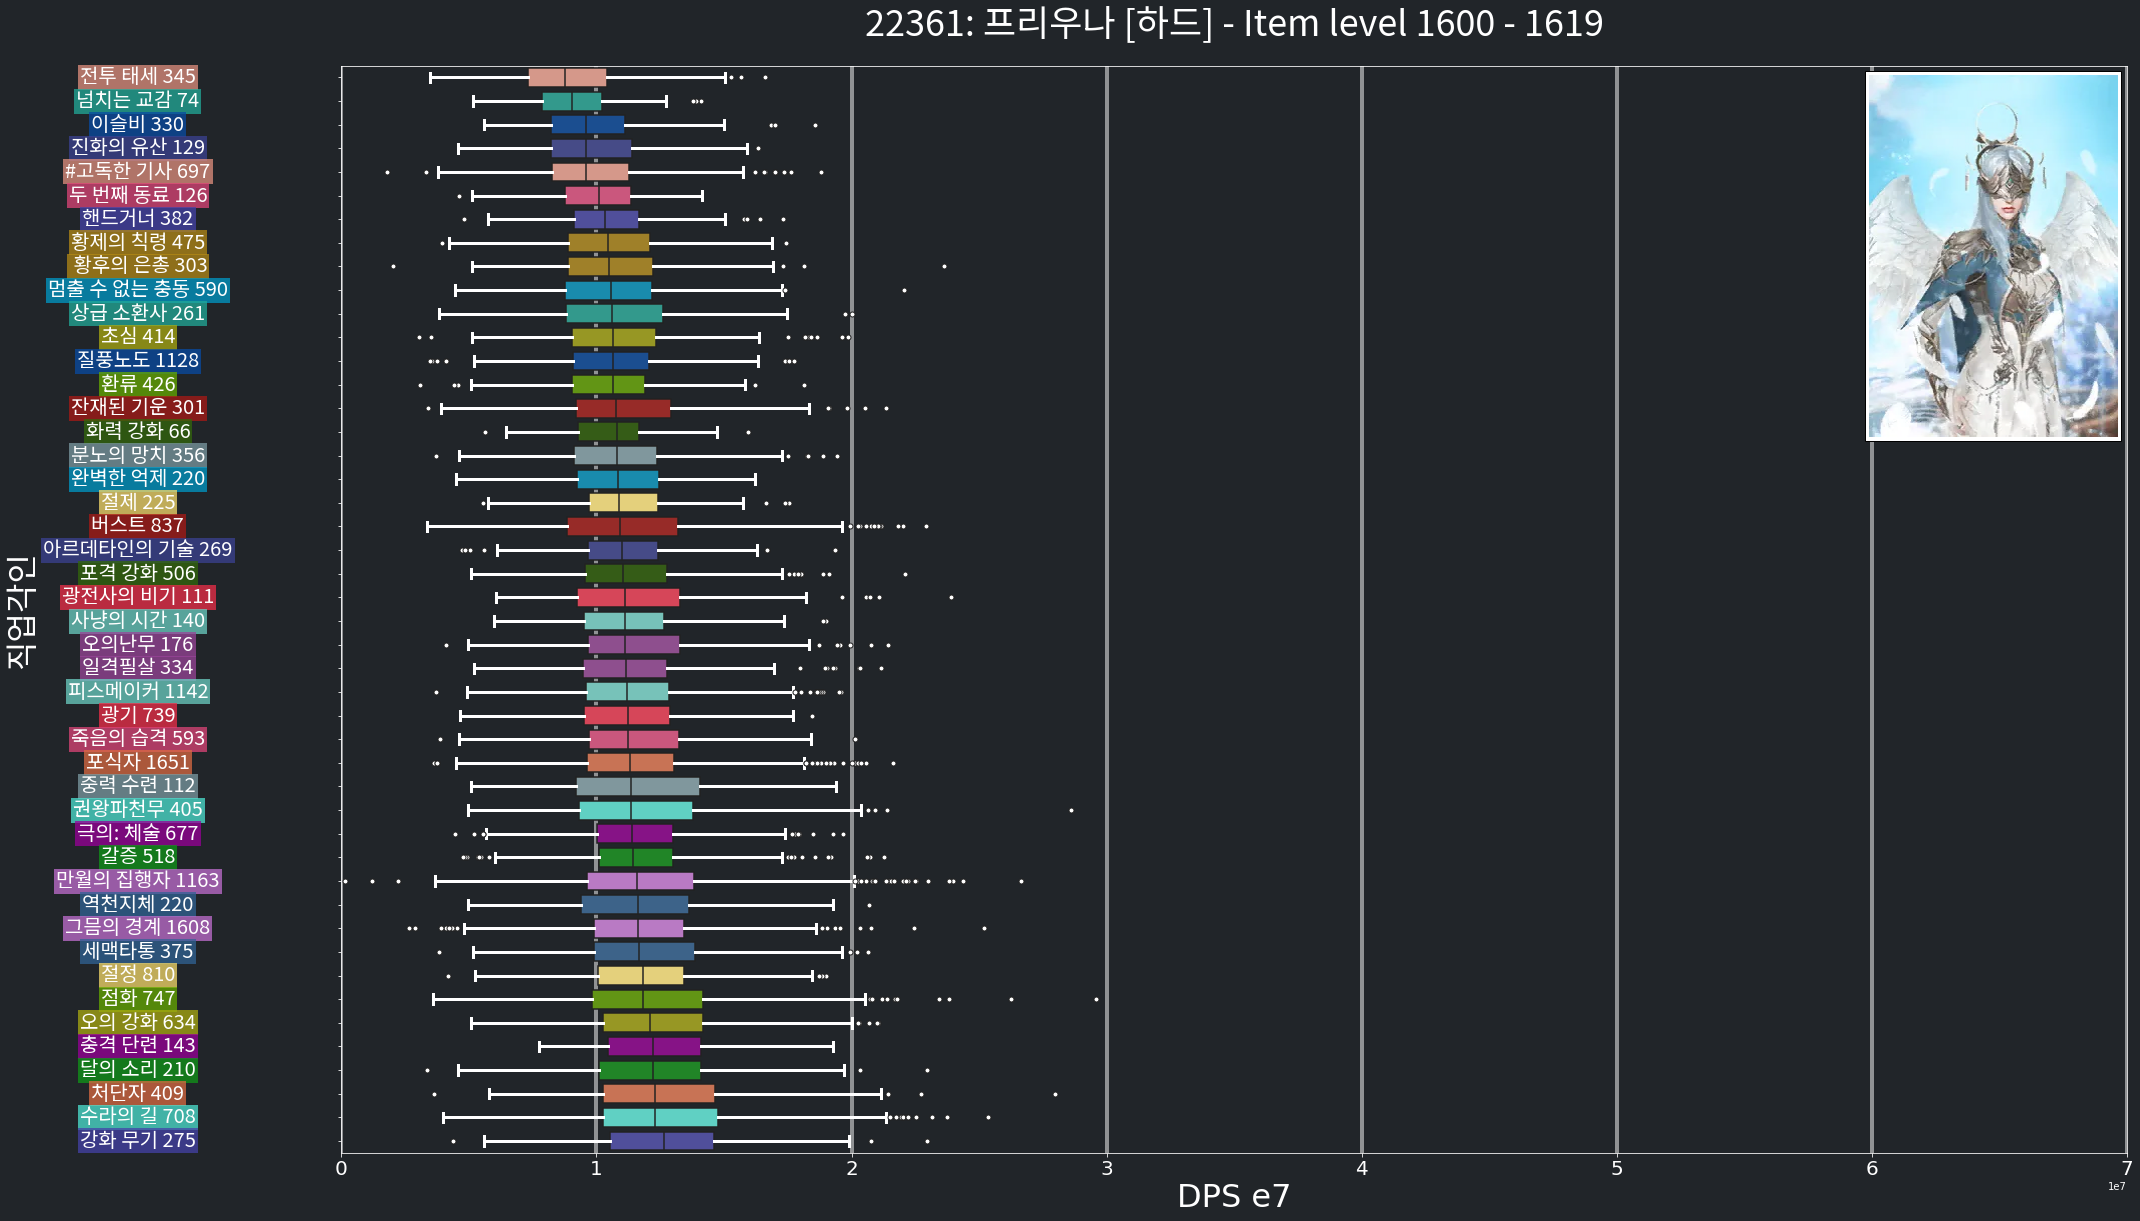 22361: 프리우나 [하드] - Item level 1600 - 1619
전투 태세 345
넘치는 교감 74
이슬비 330
진화의 유산 129
#고독한 기사 697
두 번째 동료 126
핸드거너 382
황제의 칙령 475
황후의 은총 303
멈출 수 없는 충동 590
상급 소환사 261
초심 414
질풍노도 1128
환류 426
잔재된 기운 301
화력 강화 66
분노의 망치 356
완벽한 억제 220
절제 225
버스트 837
아르데타인의 기술 269
포격 강화 506
광전사의 비기 111
사냥의 시간 140
오의난무 176
일격필살 334
피스메이커 1142
광기 739
죽음의 습격 593
포식자 1651
중력 수련 112
권왕파천무 405
극의: 체술 677
갈증 518
만월의 집행자 1163
역천지체 220
그믐의 경계 1608
세맥타통 375
절정 810
점화 747
오의 강화 634
충격 단련 143
달의 소리 210
처단자 409
수라의 길 708
강화 무기 275
직업각인
0 1 2 3 4 5 6 7
DPS e7
1e7